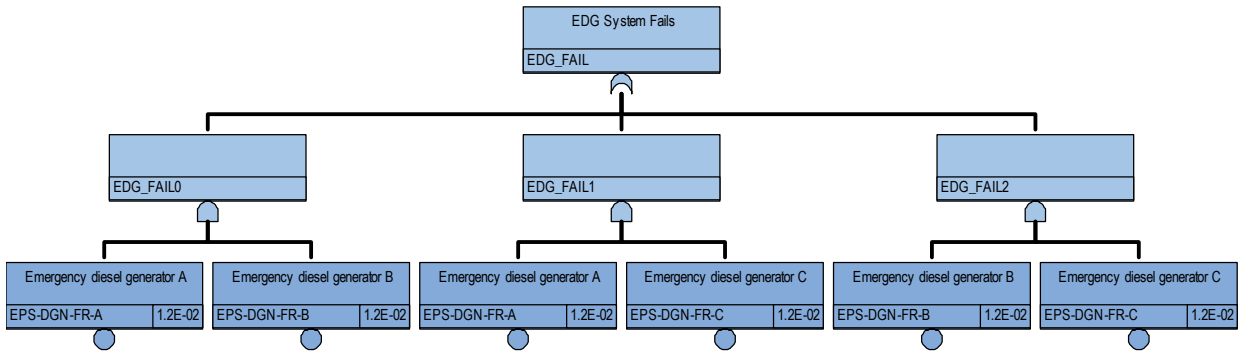 EDG System Fails
EDG_FAIL
EDG_FAIL0
EDG_FAIL1
EDG_FAIL2
Emergency diesel generator A
EPS-DGN-FR-A 1.2E-02
Emergency diesel generator B
EPS-DGN-FR-B 1.2E-02
Emergency diesel generator A
EPS-DGN-FR-A 1.2E-02
Emergency diesel generator C
EPS-DGN-FR-C 1.2E-02
Emergency diesel generator B
EPS-DGN-FR-B 1.2E-02
Emergency diesel generator C
EPS-DGN-FR-C 1.2E-02